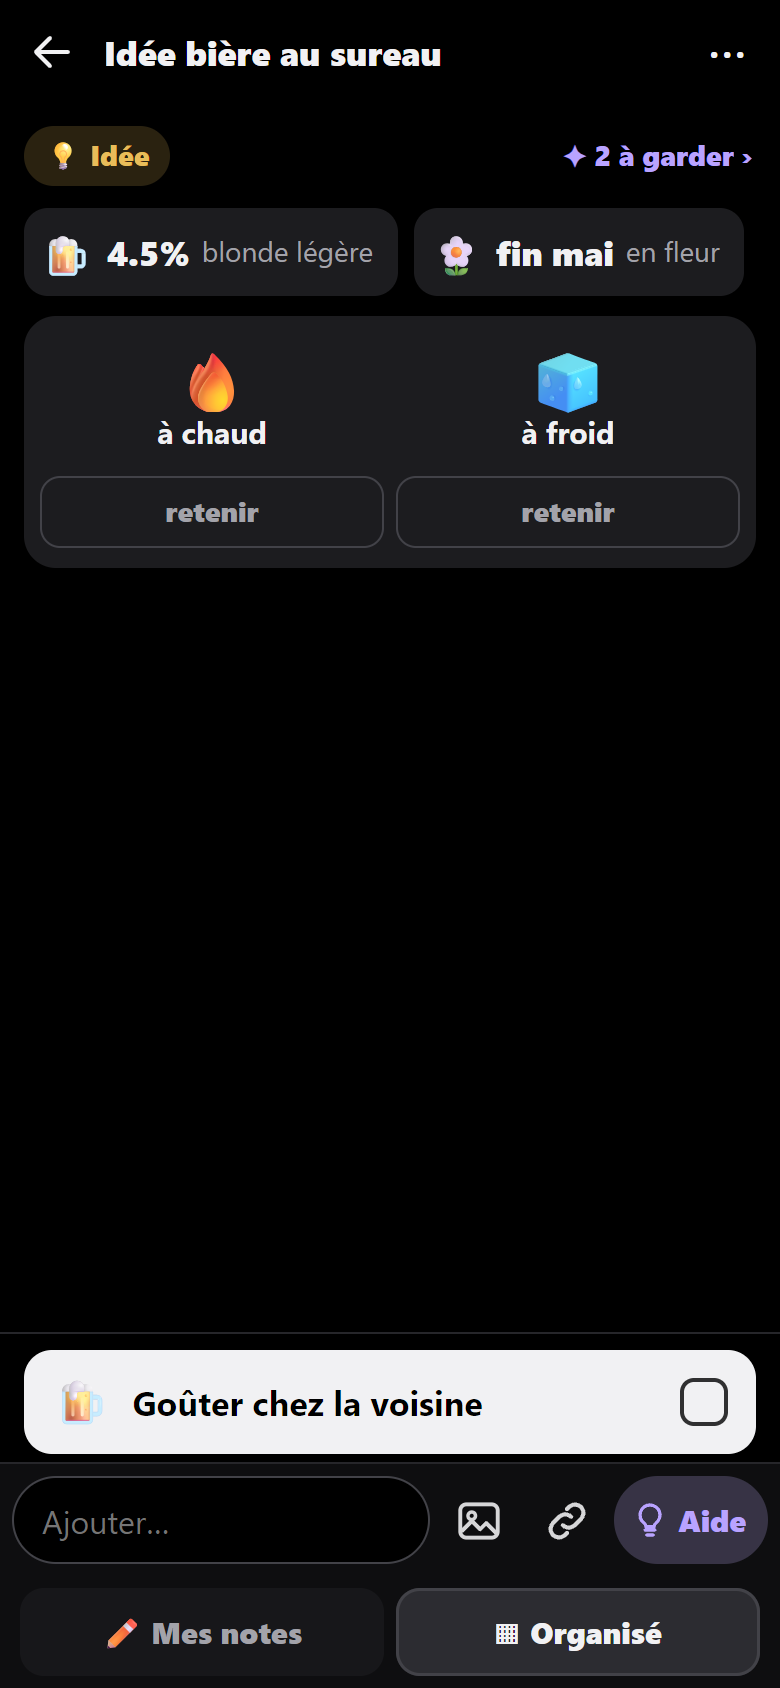 Idée bière au sureau
Idée
2 à garder ›
4.5% blonde légère
fin mai en fleur
à chaud
à froid
retenir
retenir
Goûter chez la voisine
Ajouter...
Aide
Mes notes
Organisé